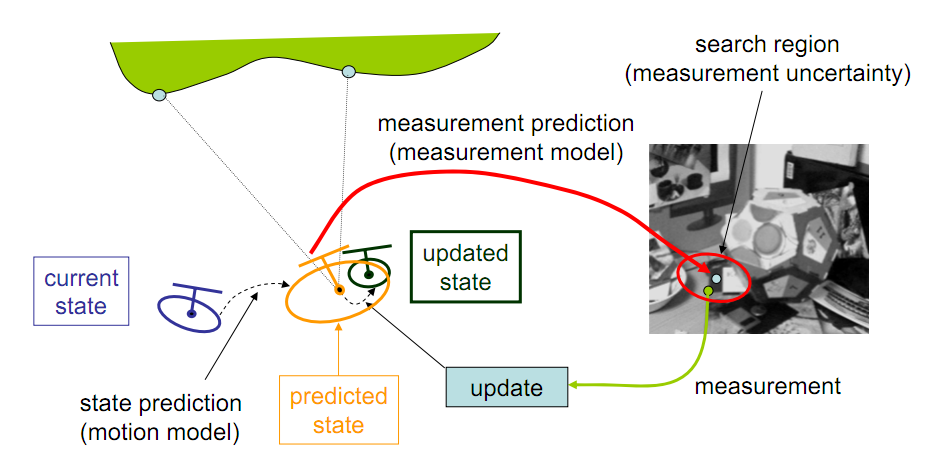 search region
(measurement uncertainty)
measurement prediction
(measurement model)
updated
state
current
state
predicted
state
update
measurement
state prediction
(motion model)